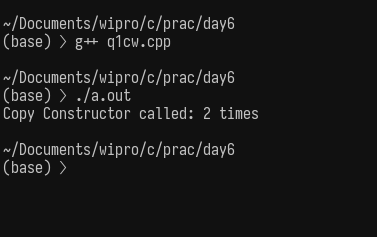 ~/Documents/wipro/c/prac/day6
(base) 〉 g++ q1cw.cpp
~/Documents/wipro/c/prac/day6
(base) 〉 ./a.out
Copy Constructor called: 2 times
~/Documents/wipro/c/prac/day6
(base) 〉